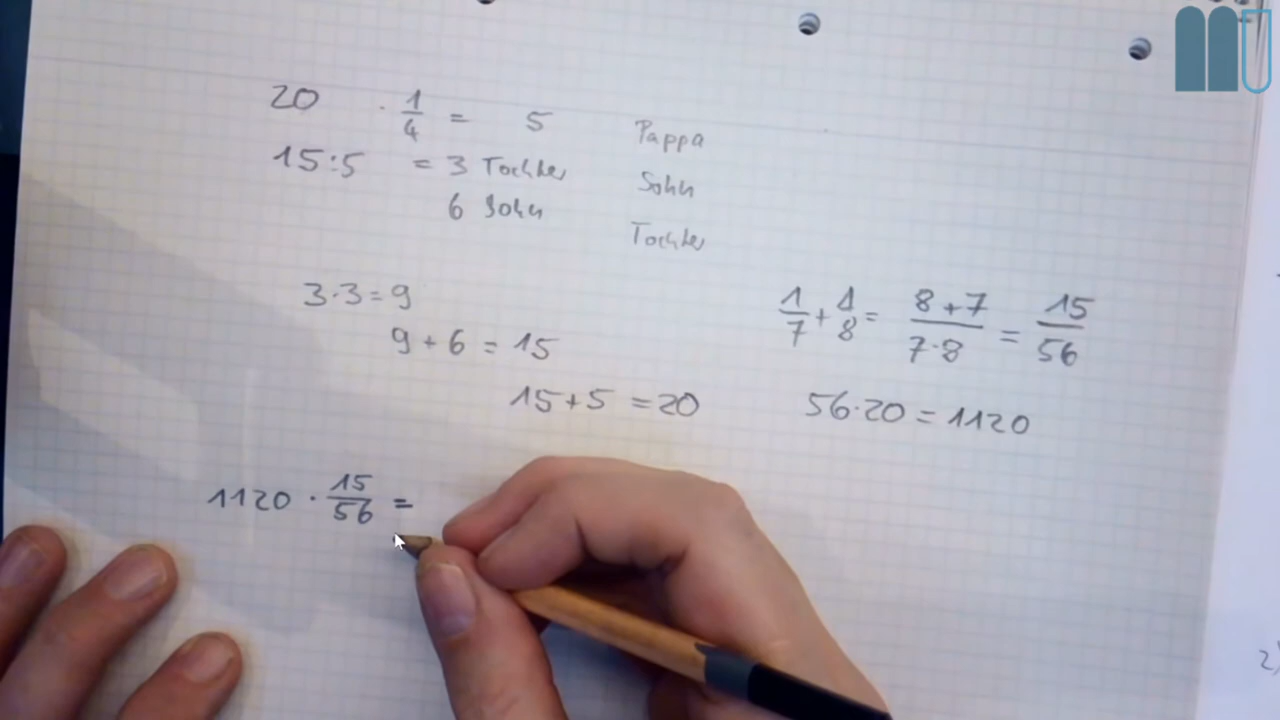 20 · 1/4 = 5 Pappa
15:5 = 3 Tochter Sohn
6 Sohn
Tochter
3·3=9
9+6=15
15+5=20
1/7+1/8= 8+7/7·8 = 15/56
56·20=1120
1120 · 15/56 =